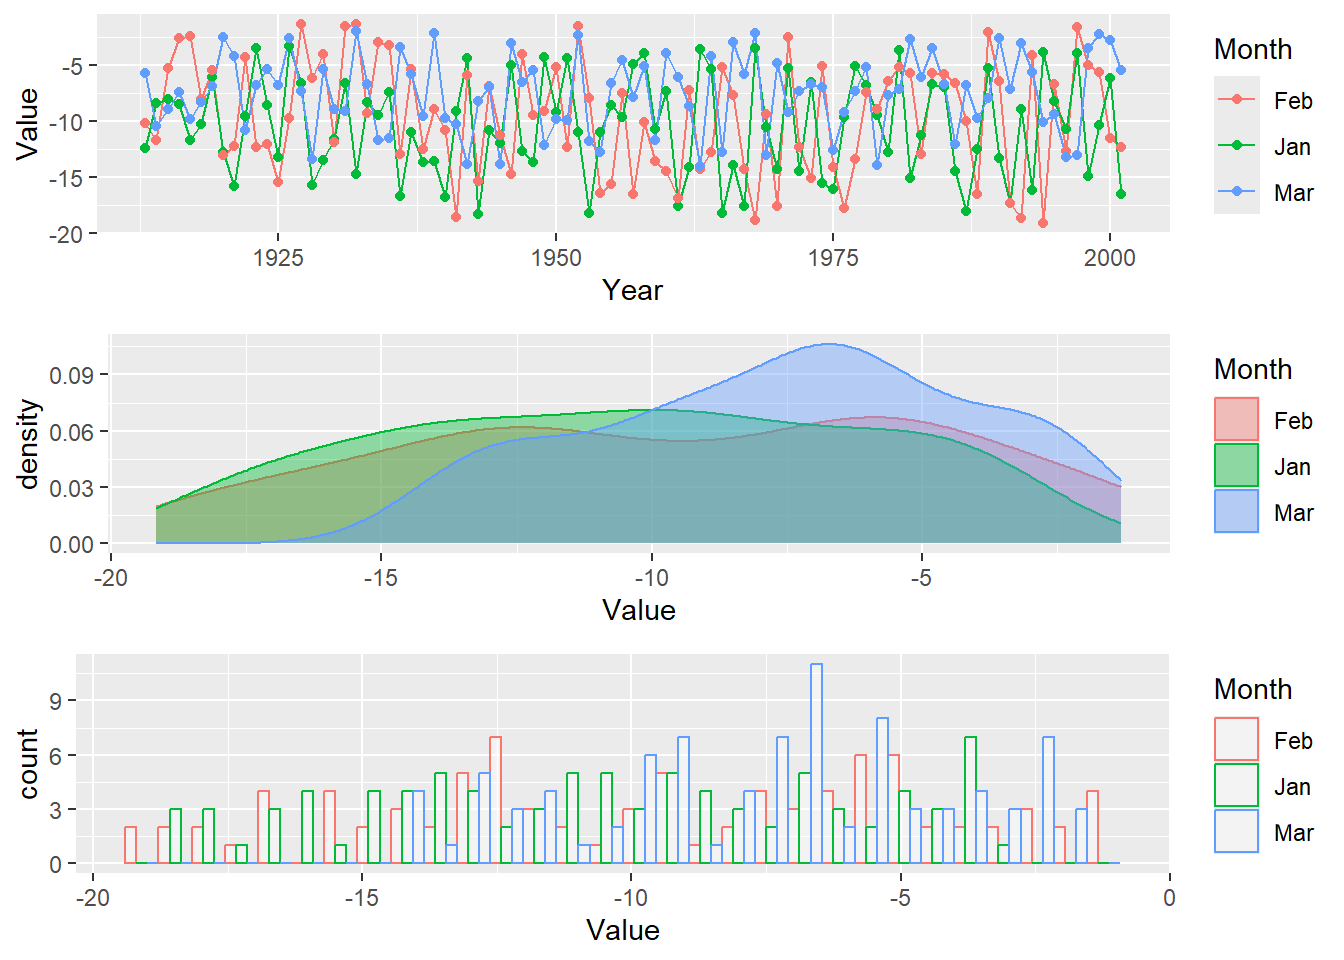 Value
-5
-10
-15
-20
1925 1950 1975 2000
Year
Month
Feb
Jan
Mar
density
0.09
0.06
0.03
0.00
-20 -15 -10 -5
Value
Month
Feb
Jan
Mar
count
9
6
3
0
-20 -15 -10 -5 0
Value
Month
Feb
Jan
Mar